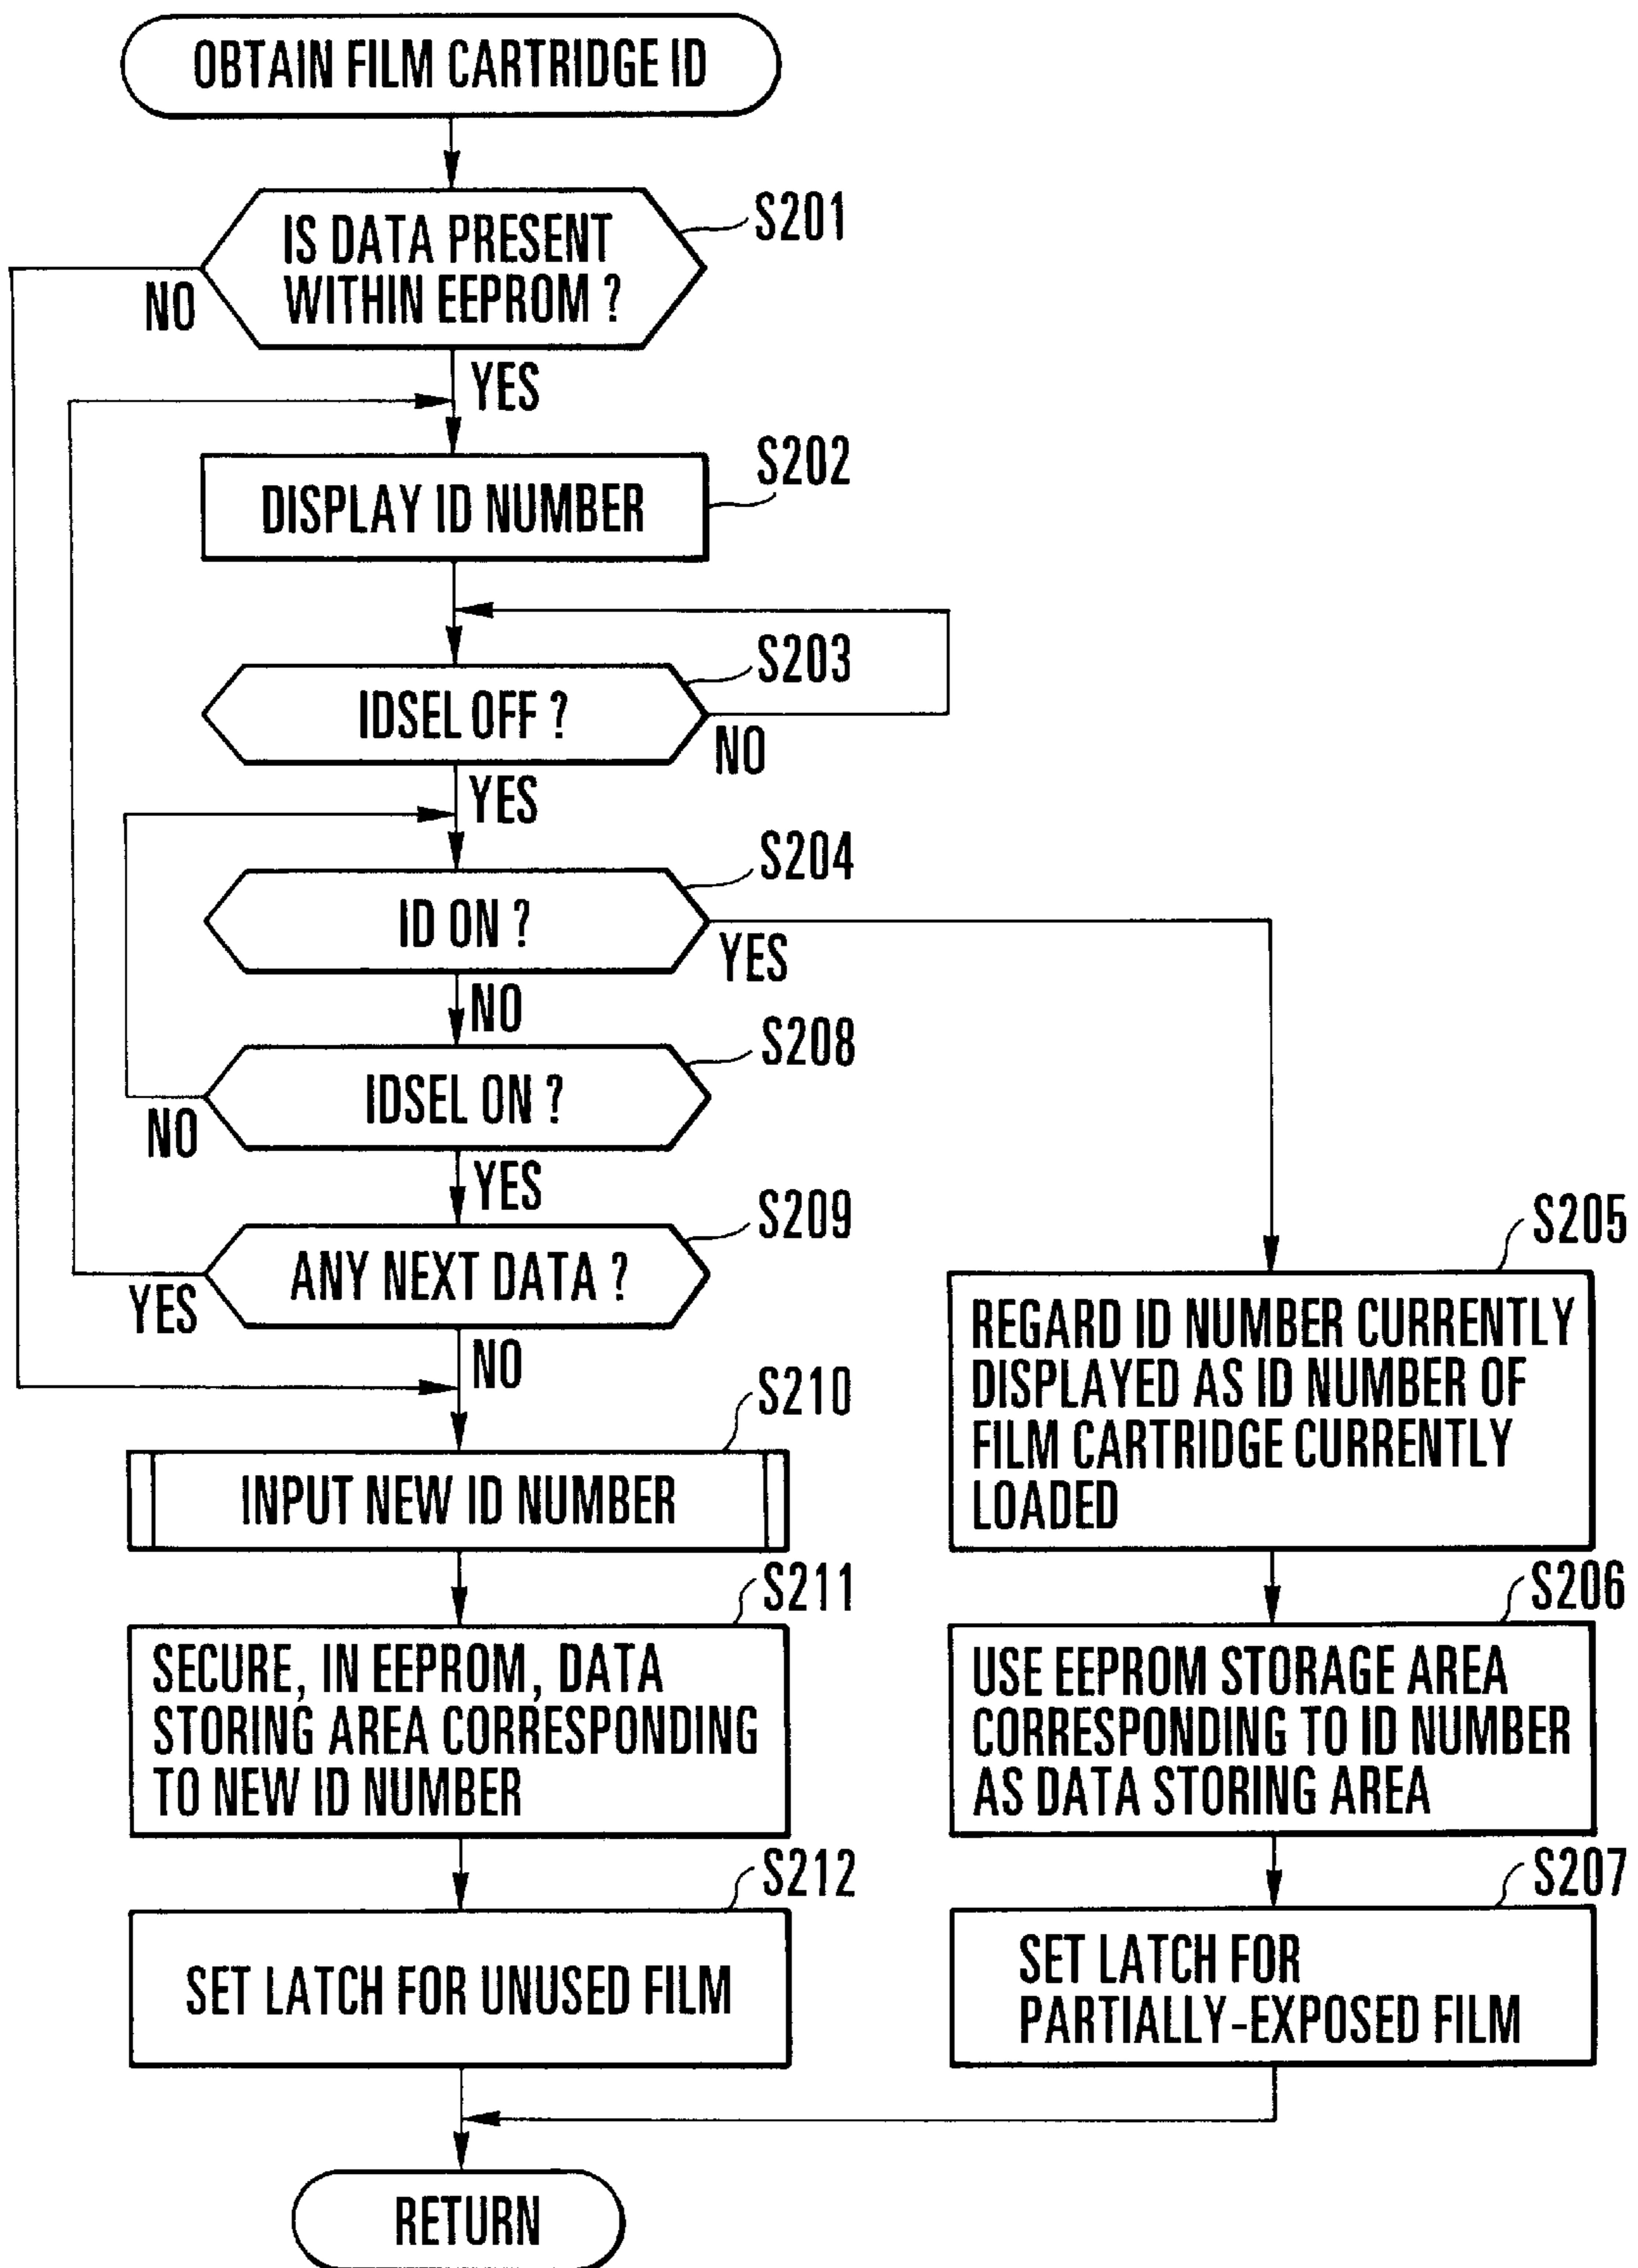 OBTAIN FILM CARTRIDGE ID
S201
IS DATA PRESENT
WITHIN EEPROM ?
NO
YES
S202
DISPLAY ID NUMBER
S203
IDSEL OFF ?
NO
YES
S204
ID ON ?
YES
NO
S208
IDSEL ON ?
NO
YES
S209
ANY NEXT DATA ?
YES
NO
S210
INPUT NEW ID NUMBER
S211
SECURE, IN EEPROM, DATA
STORING AREA CORRESPONDING
TO NEW ID NUMBER
S212
SET LATCH FOR UNUSED FILM
S205
REGARD ID NUMBER CURRENTLY
DISPLAYED AS ID NUMBER OF
FILM CARTRIDGE CURRENTLY
LOADED
S206
USE EEPROM STORAGE AREA
CORRESPONDING TO ID NUMBER
AS DATA STORING AREA
S207
SET LATCH FOR
PARTIALLY-EXPOSED FILM
RETURN